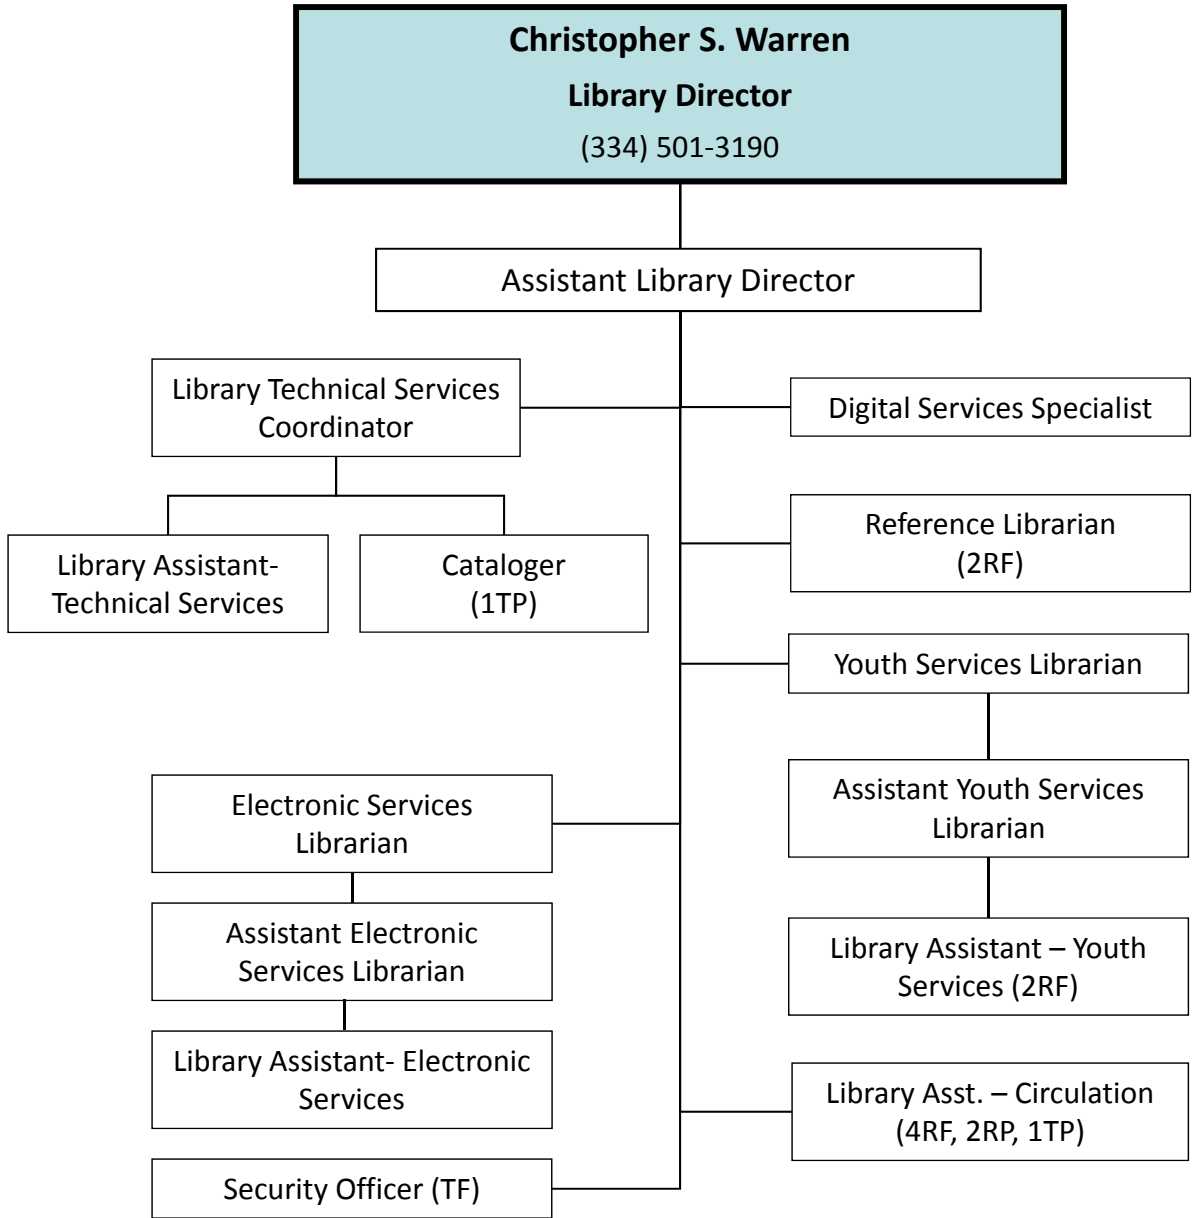 Christopher S. Warren
Library Director
(334) 501-3190
Assistant Library Director
Library Technical Services
Coordinator
Digital Services Specialist
Reference Librarian
(2RF)
Library Assistant-
Technical Services
Cataloger
(1TP)
Youth Services Librarian
Electronic Services
Librarian
Assistant Youth Services
Librarian
Assistant Electronic
Services Librarian
Library Assistant – Youth
Services (2RF)
Library Assistant- Electronic
Services
Library Asst. – Circulation
(4RF, 2RP, 1TP)
Security Officer (TF)